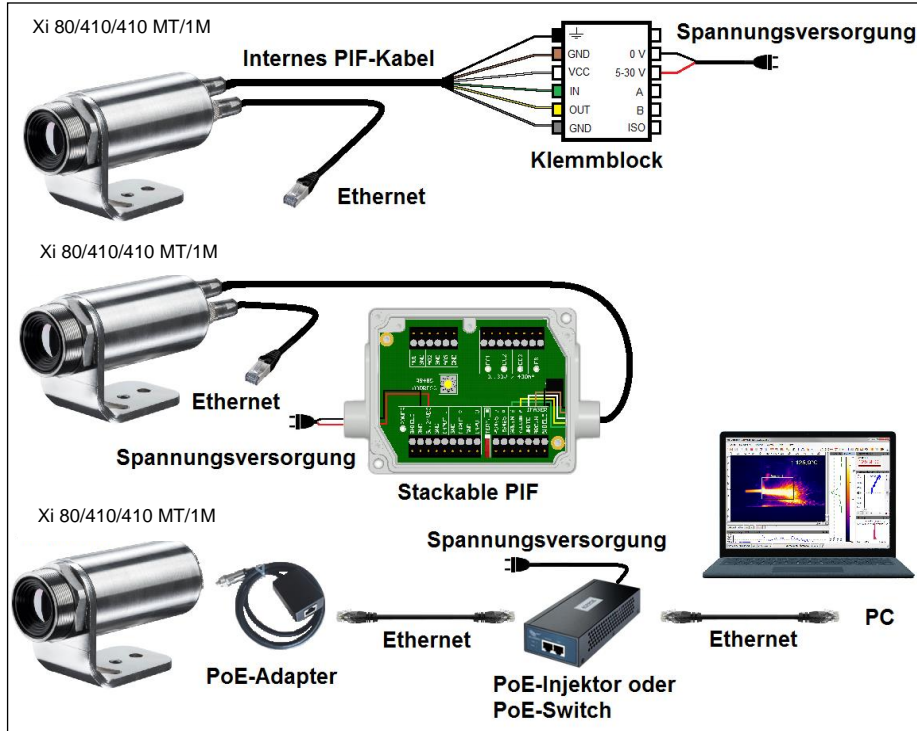 Xi 80/410/410 MT/1M
Internes PIF-Kabel
Spannungsversorgung
GND
VCC
IN
OUT
GND
0 V
5-30 V
A
B
ISO
Klemmblock
Ethernet
Xi 80/410/410 MT/1M
Ethernet
Spannungsversorgung
Stackable PIF
Xi 80/410/410 MT/1M
Spannungsversorgung
PoE-Adapter
Ethernet
PoE-Injektor oder
PoE-Switch
Ethernet
PC